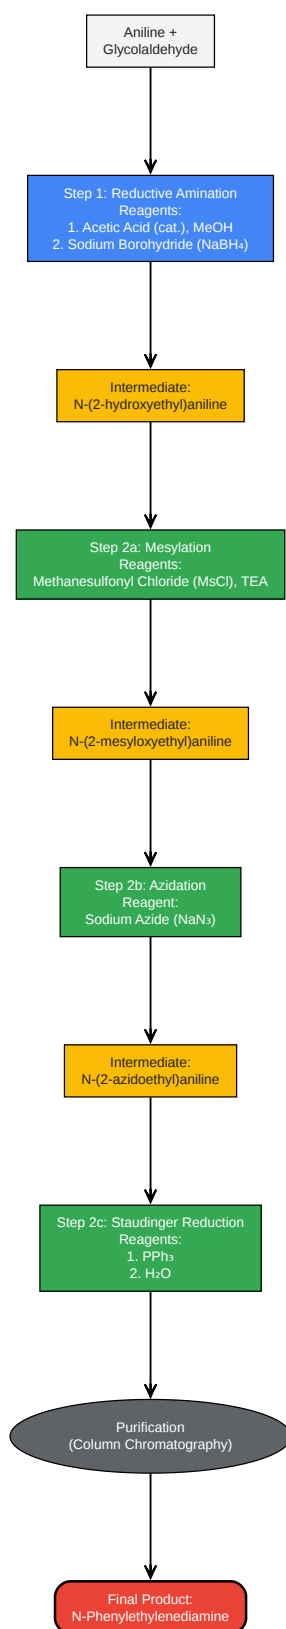 Aniline +
Glycolaldehyde
Step 1: Reductive Amination
Reagents:
1. Acetic Acid (cat.), MeOH
2. Sodium Borohydride (NaBH₄)
Intermediate:
N-(2-hydroxyethyl)aniline
Step 2a: Mesylation
Reagents:
Methanesulfonyl Chloride (MsCl), TEA
Intermediate:
N-(2-mesyloxyethyl)aniline
Step 2b: Azidation
Reagent:
Sodium Azide (NaN₃)
Intermediate:
N-(2-azidoethyl)aniline
Step 2c: Staudinger Reduction
Reagents:
1. PPh₃
2. H₂O
Purification
(Column Chromatography)
Final Product:
N-Phenylethylenediamine